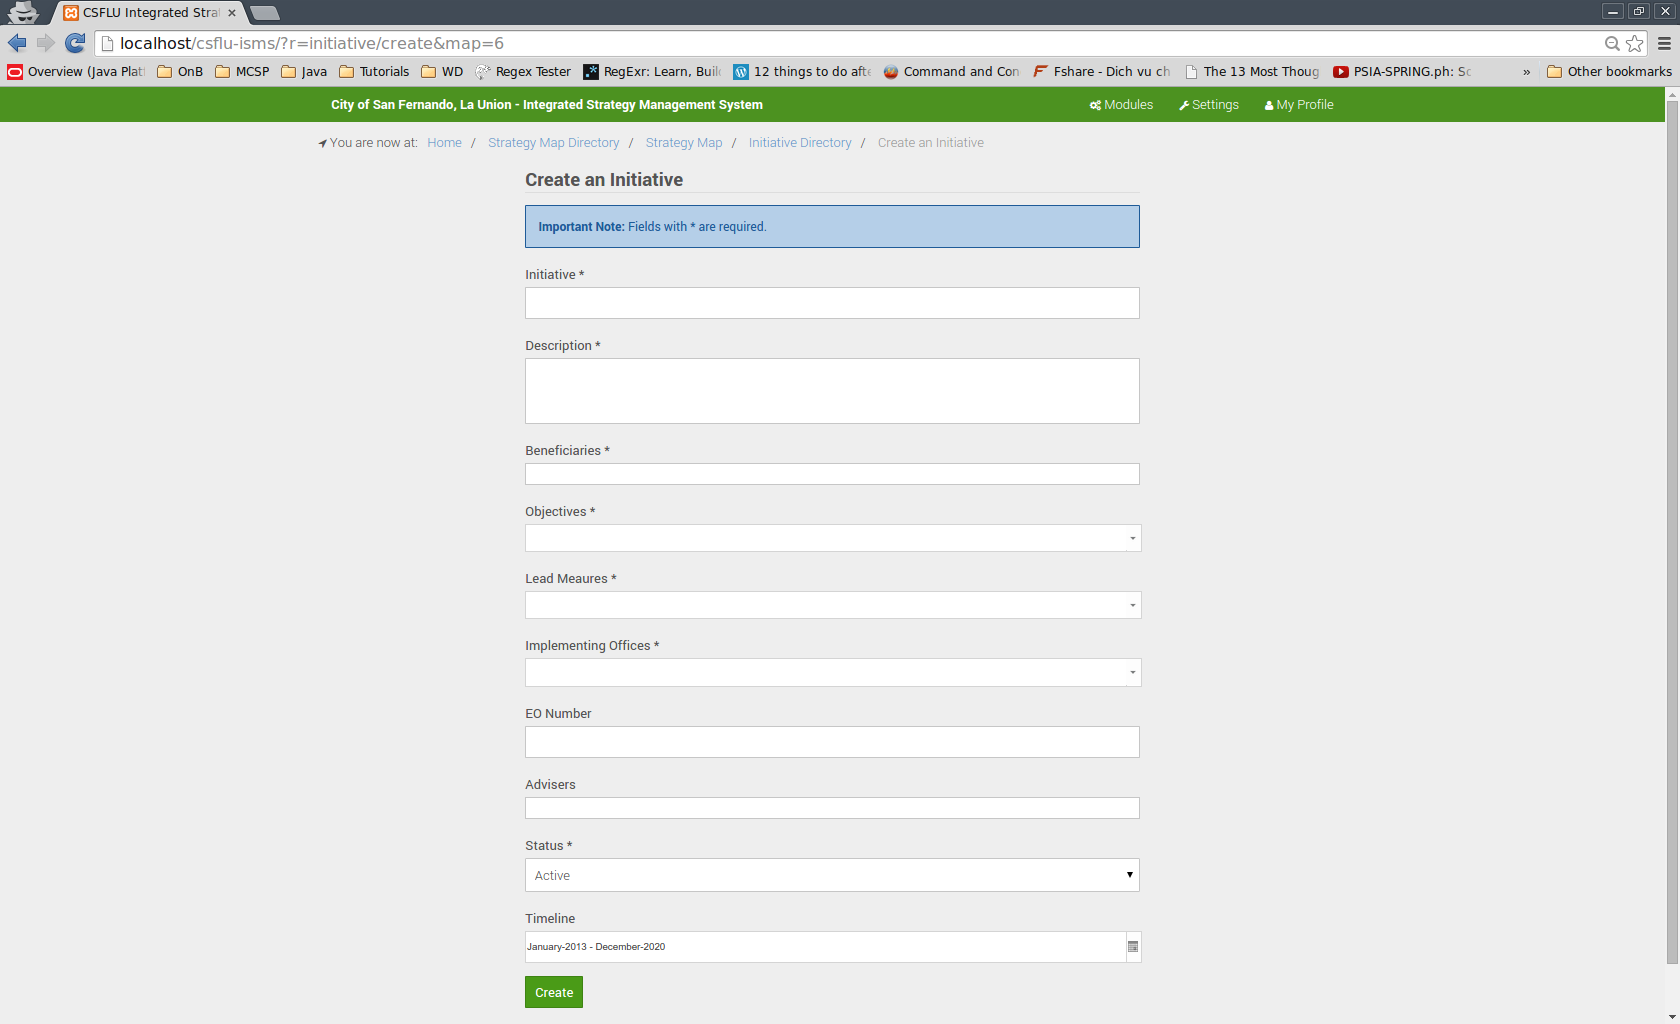 CSFLU Integrated Strat
localhost/csflu-isms/?r=initiative/create&map=6
Overview (Java Platf OnB MCSP Java Tutorials WD Regex Tester RegExr: Learn, Buil 12 things to do afte Command and Con Fshare - Dich vu ch The 13 Most Thoug PSIA-SPRING.ph: Sc » Other bookmarks
City of San Fernando, La Union - Integrated Strategy Management System Modules Settings My Profile
You are now at: Home / Strategy Map Directory / Strategy Map / Initiative Directory / Create an Initiative
Create an Initiative
Important Note: Fields with * are required.
Initiative *
Description *
Beneficiaries *
Objectives *
Lead Meaures *
Implementing Offices *
EO Number
Advisers
Status *
Active
Timeline
January-2013 - December-2020
Create